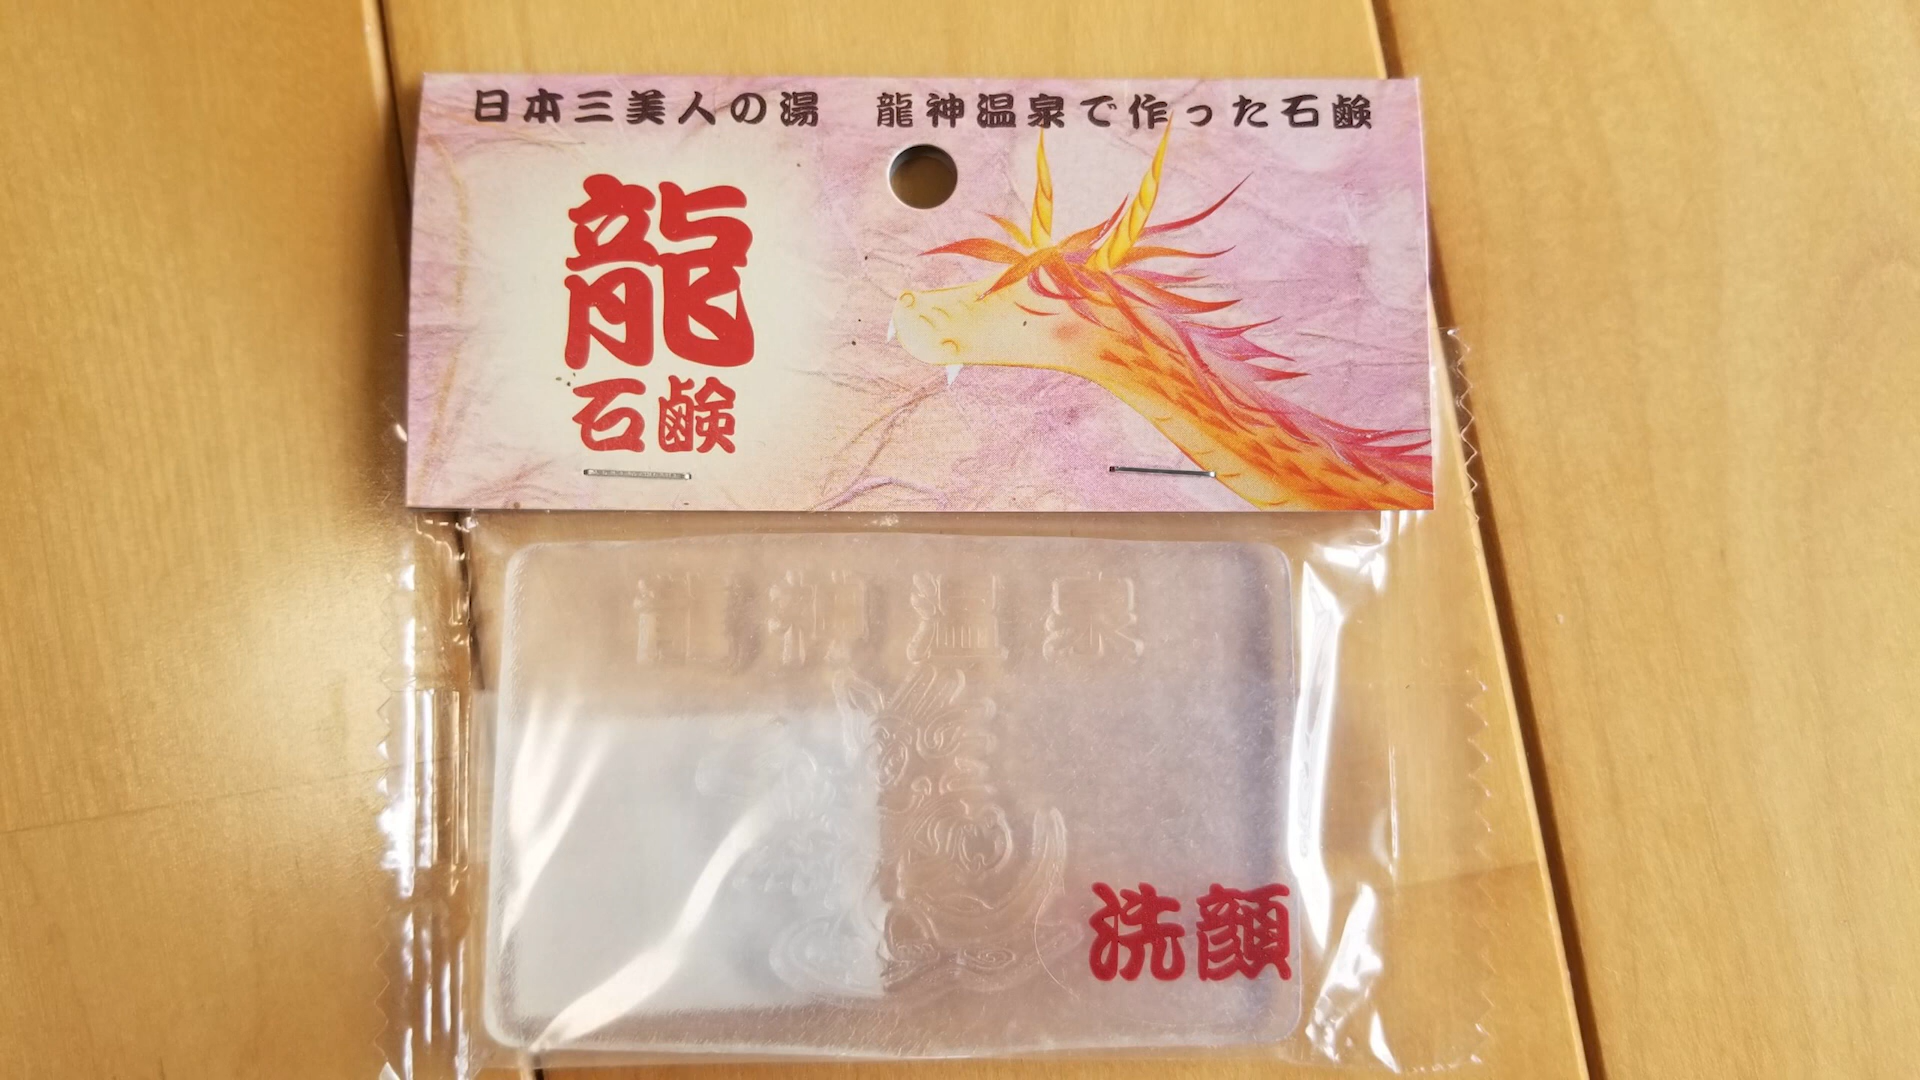 日本三美人の湯　龍神温泉で作った石鹸
龍
石鹸
龍神温泉
洗顔